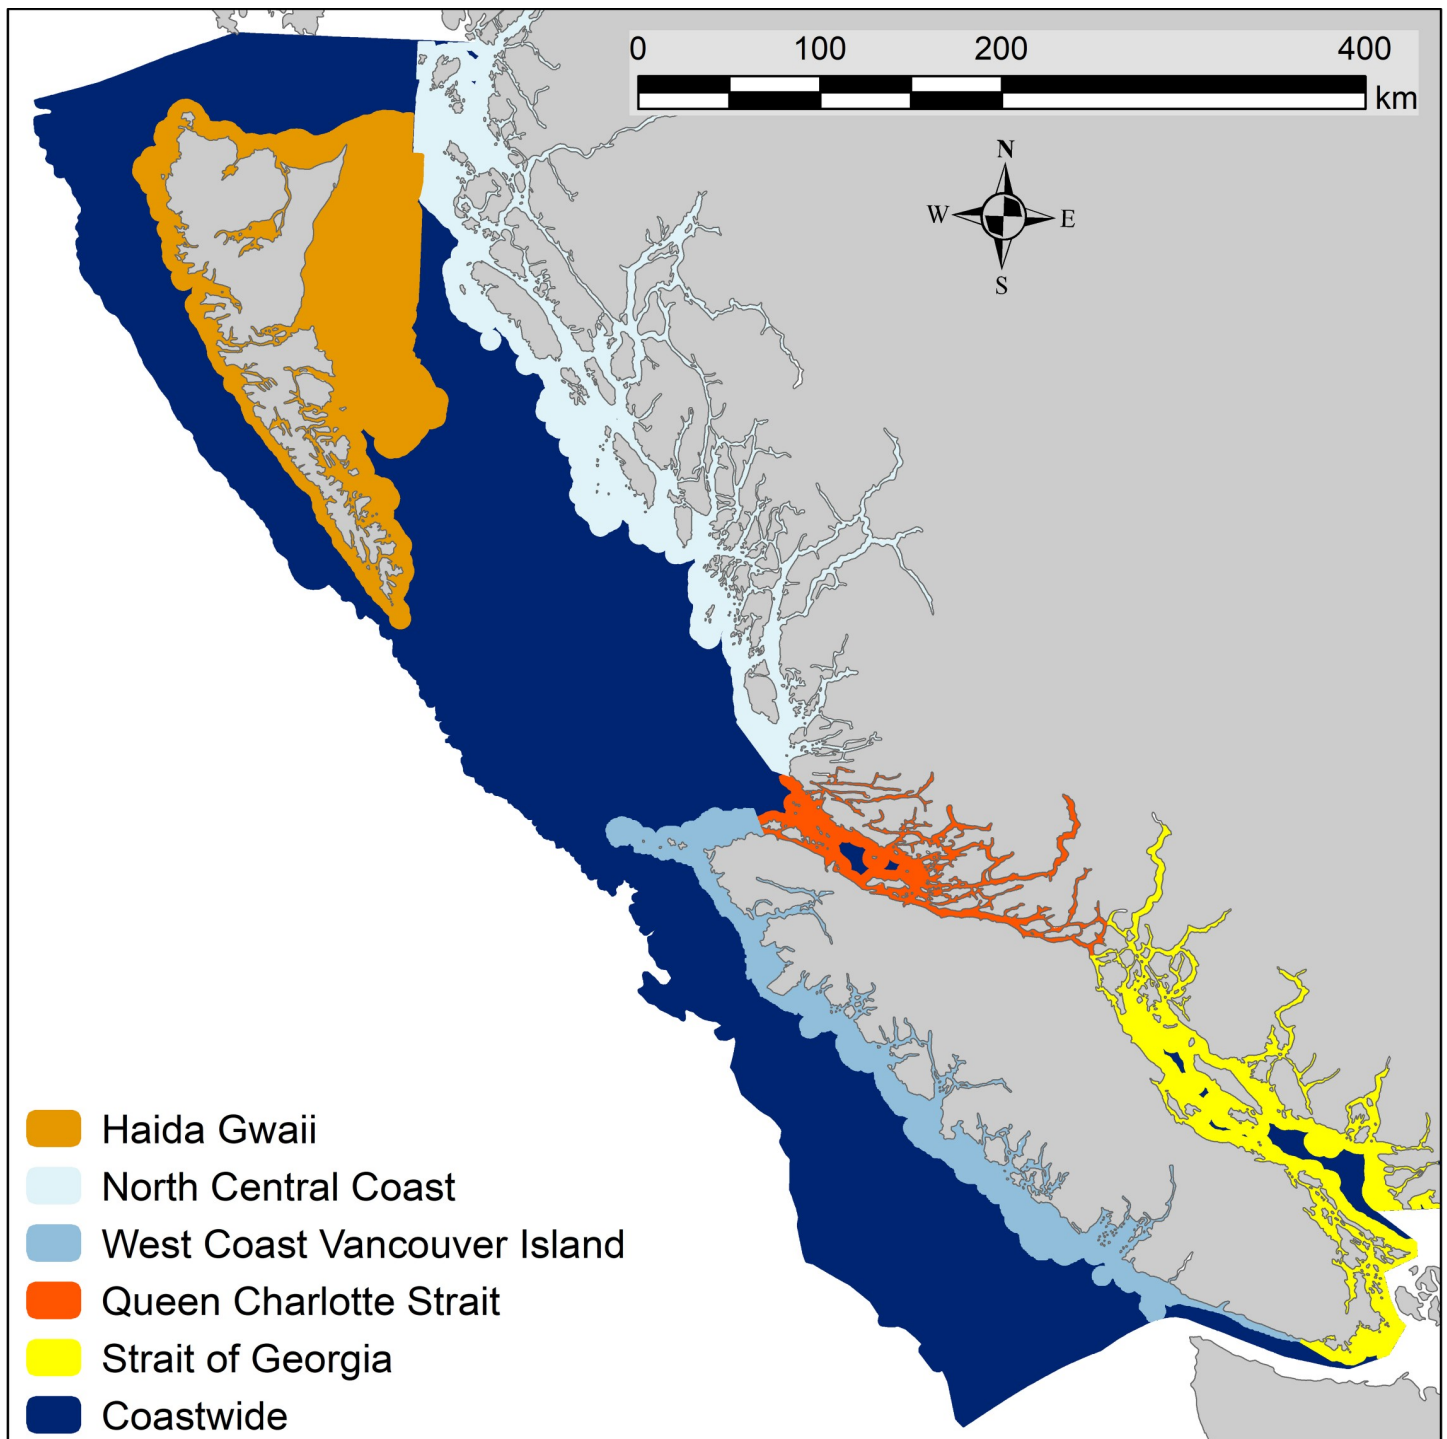 0 100 200 400
km
N
W E
S
Haida Gwaii
North Central Coast
West Coast Vancouver Island
Queen Charlotte Strait
Strait of Georgia
Coastwide